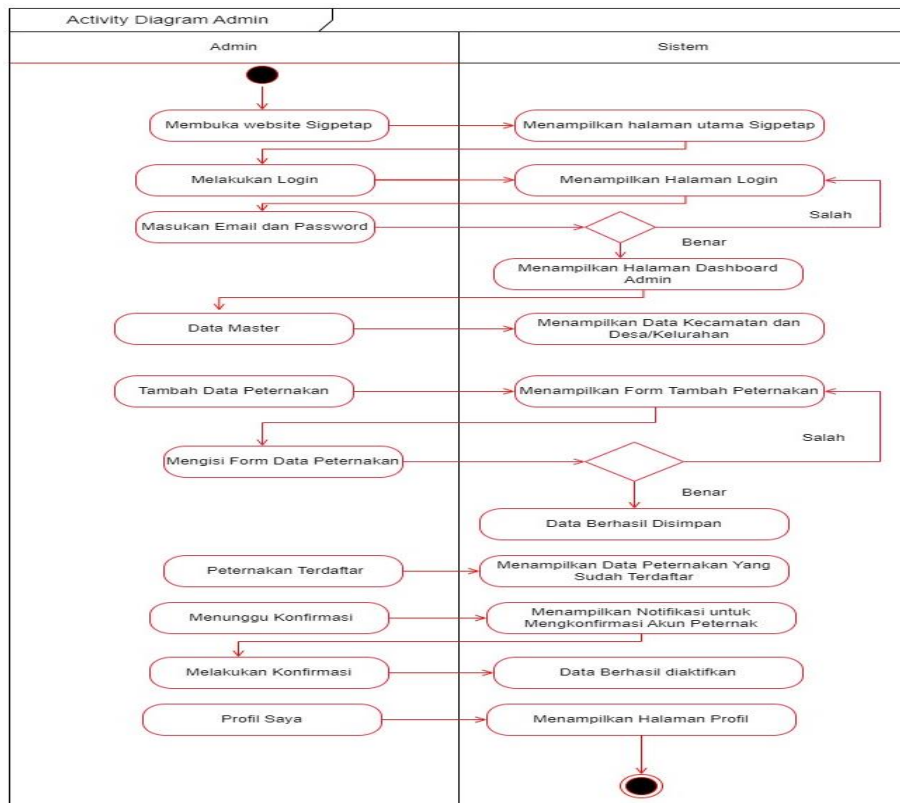 Activity Diagram Admin
Admin
Sistem
Membuka website Sigpetap
Menampilkan halaman utama Sigpetap
Melakukan Login
Menampilkan Halaman Login
Salah
Masukan Email dan Password
Benar
Menampilkan Halaman Dashboard
Admin
Data Master
Menampilkan Data Kecamatan dan
Desa/Kelurahan
Tambah Data Peternakan
Menampilkan Form Tambah Peternakan
Salah
Mengisi Form Data Peternakan
Benar
Data Berhasil Disimpan
Peternakan Terdaftar
Menampilkan Data Peternakan Yang
Sudah Terdaftar
Menunggu Konfirmasi
Menampilkan Notifikasi untuk
Mengkonfirmasi Akun Peternak
Melakukan Konfirmasi
Data Berhasil diaktifkan
Profil Saya
Menampilkan Halaman Profil